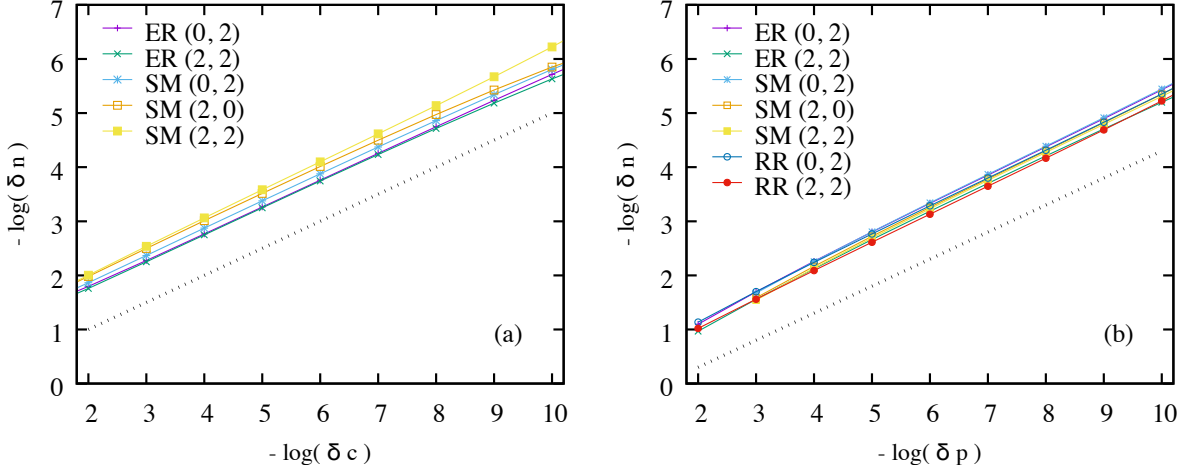 7
6
5
4
3
2
1
0
- log( δ n )
ER (0, 2)
ER (2, 2)
SM (0, 2)
SM (2, 0)
SM (2, 2)
(a)
2 3 4 5 6 7 8 9 10
- log( δ c )
7
6
5
4
3
2
1
0
- log( δ n )
ER (0, 2)
ER (2, 2)
SM (0, 2)
SM (2, 0)
SM (2, 2)
RR (0, 2)
RR (2, 2)
(b)
2 3 4 5 6 7 8 9 10
- log( δ p )